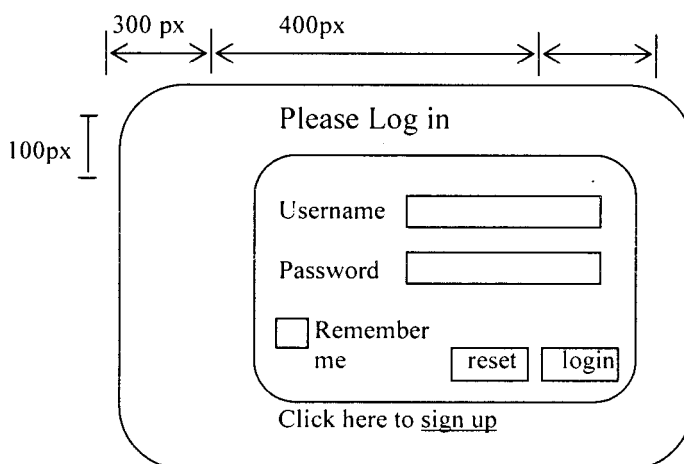 300 px 400px
100px
Please Log in
Username
Password
Remember
me
reset login
Click here to sign up